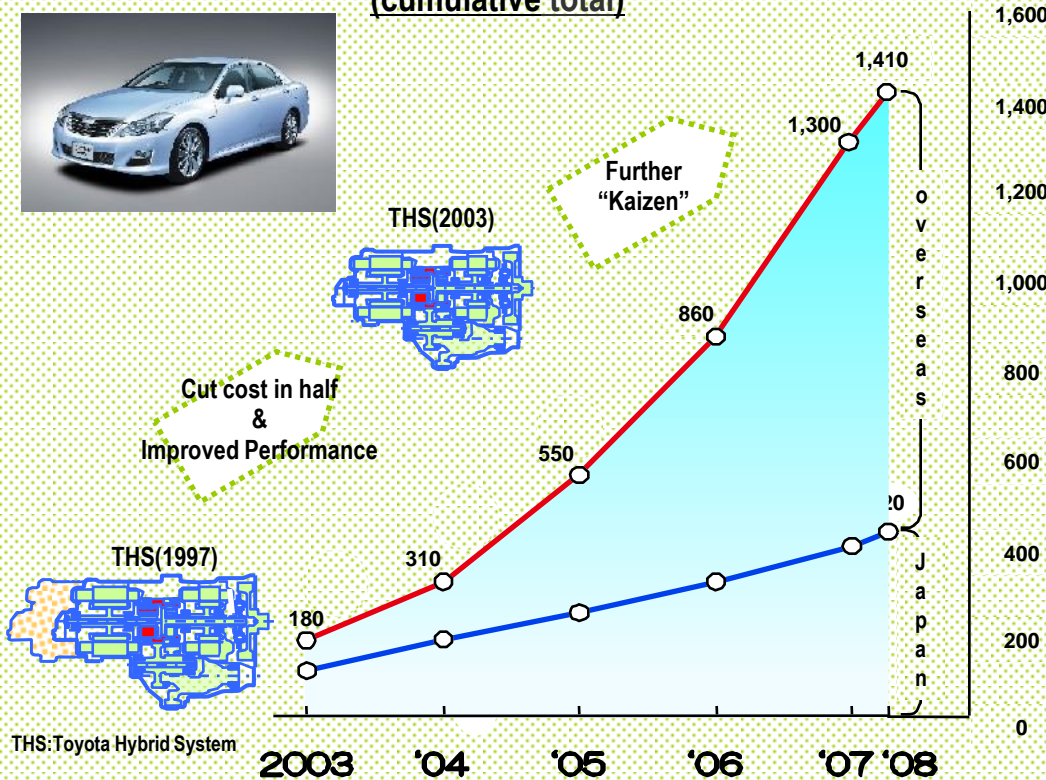 (cumulative total)
1,600
1,410
1,400
1,300
Further
“Kaizen”
1,200
overseas
THS(2003)
1,000
860
800
Cut cost in half
&
Improved Performance
600
550
20
THS(1997)
310
400
Japan
180
200
0
THS:Toyota Hybrid System
2003 ‘04 ‘05 ‘06 ‘07 ‘08